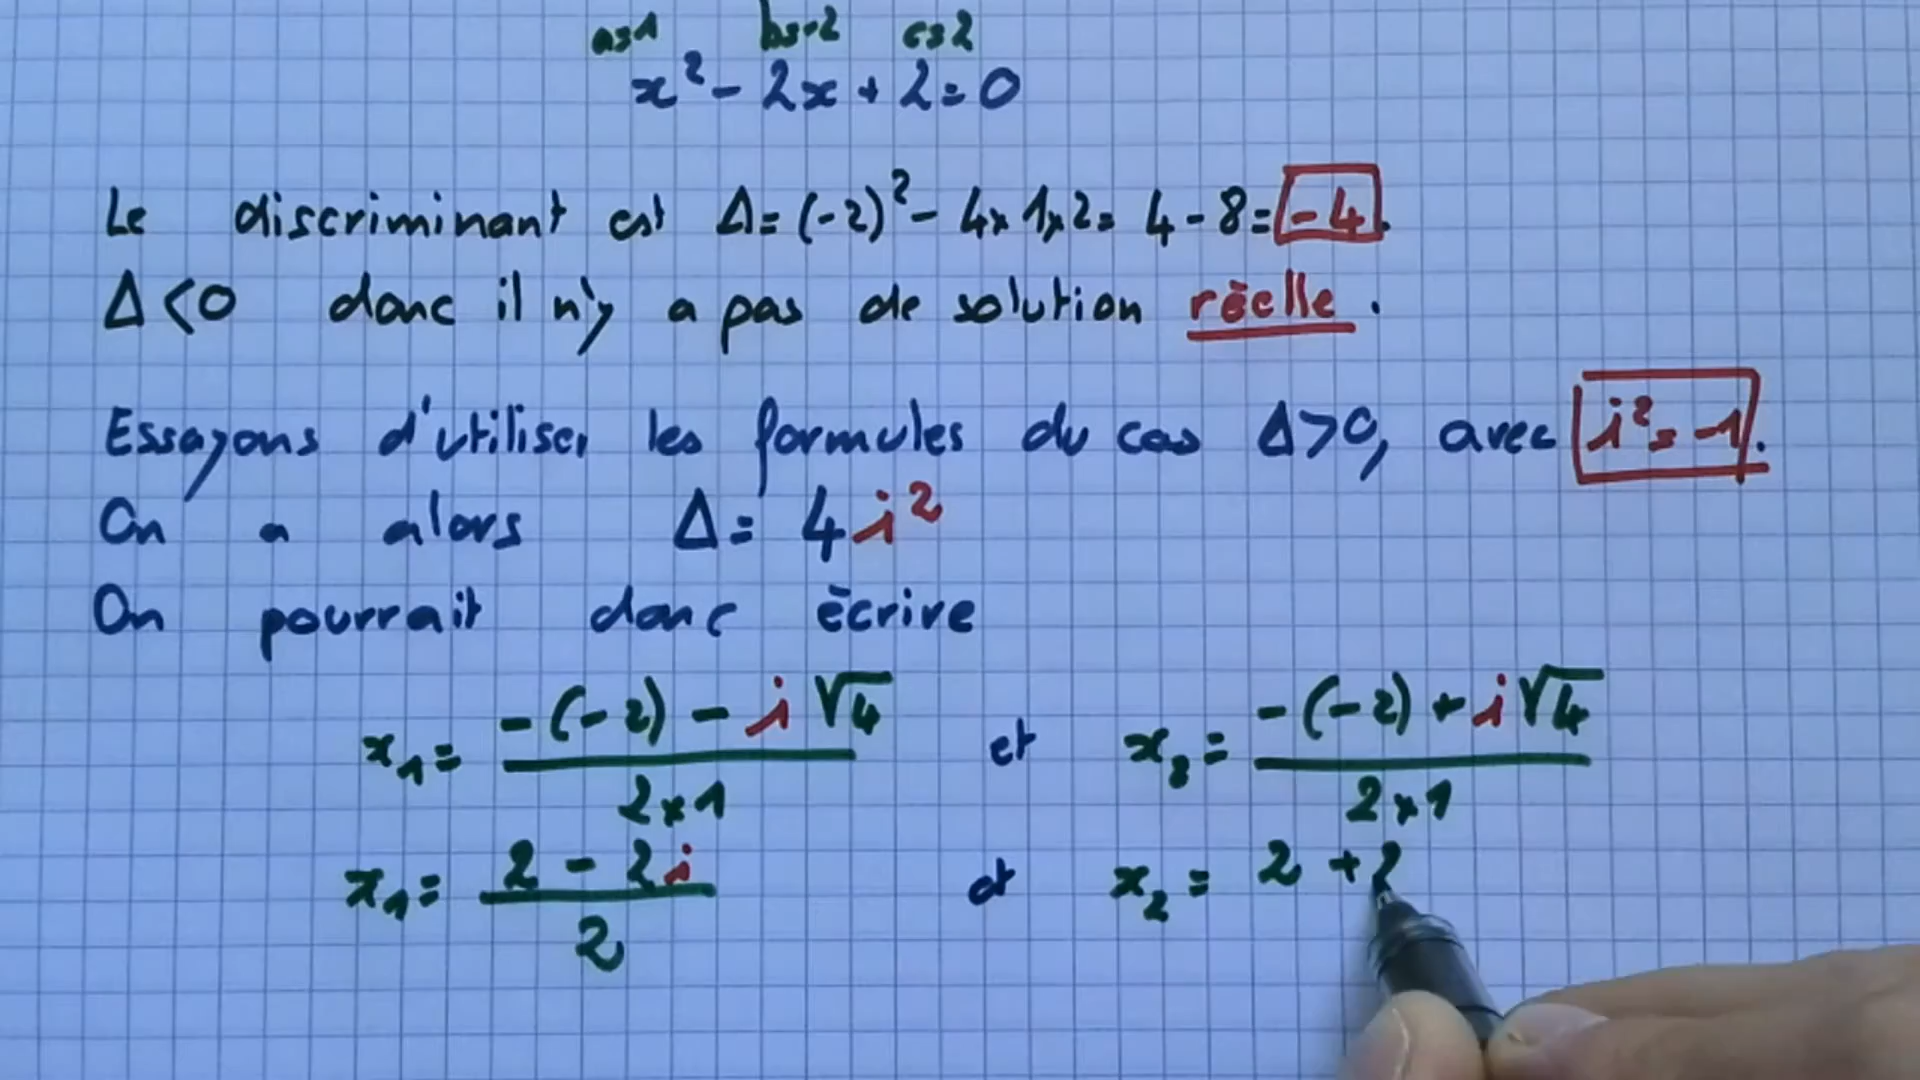 a=1 b=-2 c=2
x² - 2x + 2 = 0
Le discriminant est Δ = (-2)² - 4×1×2 = 4 - 8 = -4.
Δ<0 donc il n'y a pas de solution réelle.
Essayons d'utiliser les formules du cas Δ>0, avec i² = -1.
On a alors Δ = 4i²
On pourrait donc écrire
x₁ = (-(-2) - i√4)/(2×1) et x₂ = (-(-2) + i√4)/(2×1)
x₁ = (2 - 2i)/2 et x₂ = 2 + 2